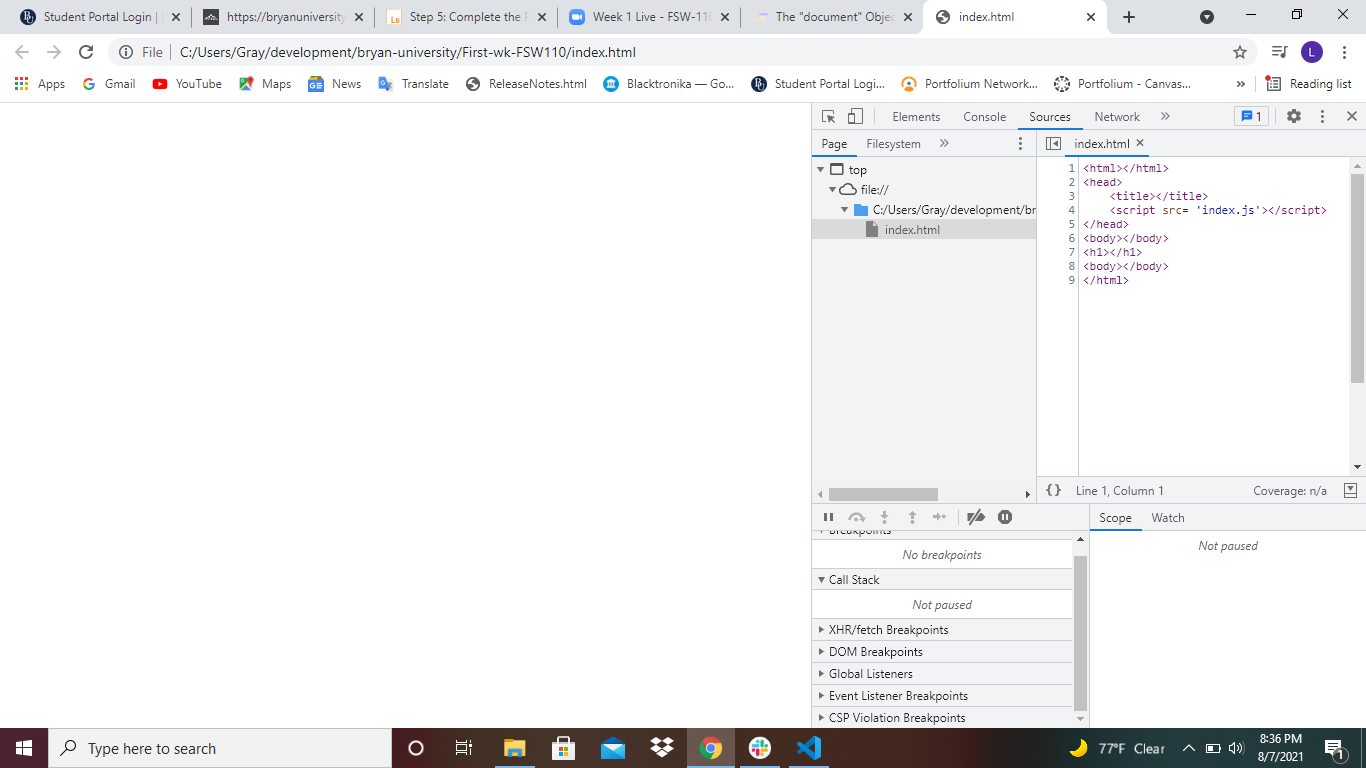 Student Portal Login |
https://bryanuniversity
Step 5: Complete the P
Week 1 Live - FSW-110
The "document" Objec
index.html
File C:/Users/Gray/development/bryan-university/First-wk-FSW110/index.html
L
Apps Gmail YouTube Maps News Translate ReleaseNotes.html Blacktronika — Go... Student Portal Logi... Portfolium Network... Portfolium - Canvas... » Reading list
Elements Console Sources Network » 1
Page Filesystem »
index.html
top
file://
C:/Users/Gray/development/br
index.html
1 <html></html>
2 <head>
3 <title></title>
4 <script src= 'index.js'></script>
5 </head>
6 <body></body>
7 <h1></h1>
8 <body></body>
9 </html>
{} Line 1, Column 1 Coverage: n/a
Breakpoints
No breakpoints
Call Stack
Not paused
XHR/fetch Breakpoints
DOM Breakpoints
Global Listeners
Event Listener Breakpoints
CSP Violation Breakpoints
Scope Watch
Not paused
Type here to search
77°F Clear
8:36 PM
8/7/2021
1